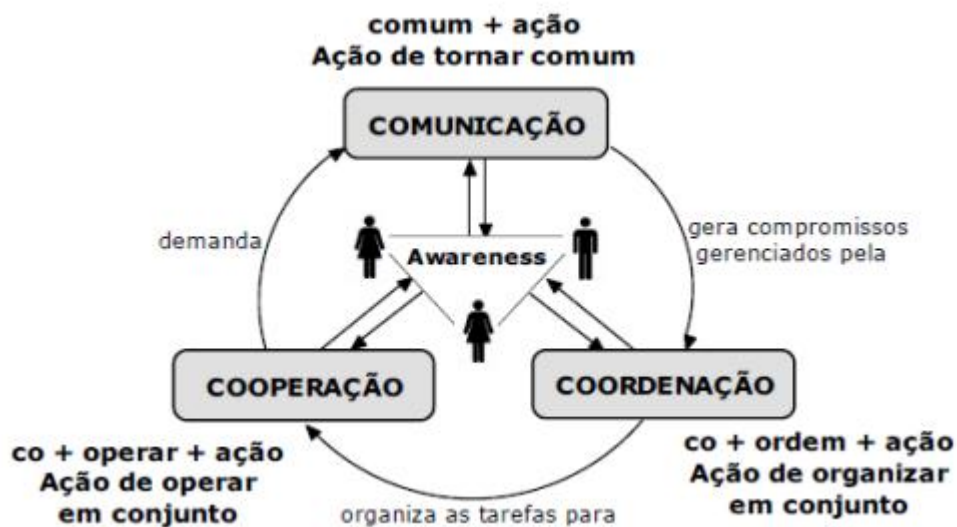 comum + ação
Ação de tornar comum
COMUNICAÇÃO
demanda
gera compromissos
gerenciados pela
Awareness
COOPERAÇÃO
COORDENAÇÃO
co + operar + ação
Ação de operar
em conjunto
co + ordem + ação
Ação de organizar
em conjunto
organiza as tarefas para